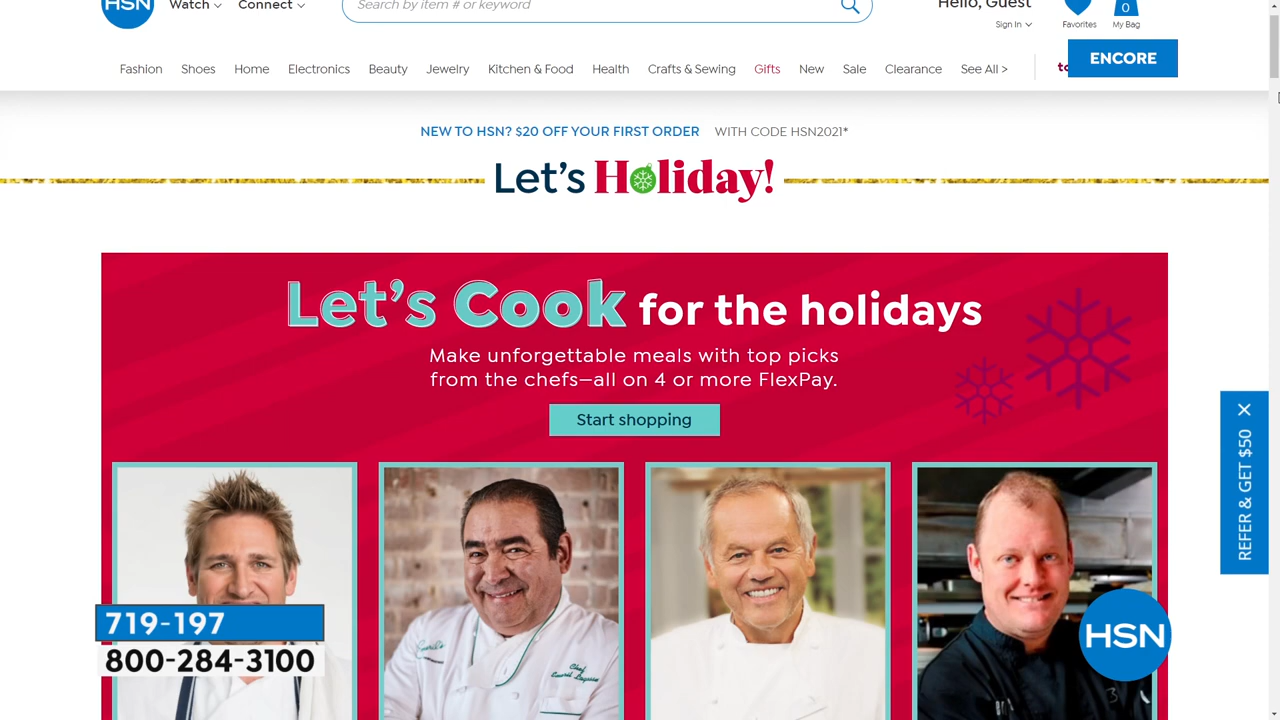 HSN
Watch
Connect
Search by item # or keyword
Hello, Guest
Sign In
Favorites
0
My Bag
Fashion
Shoes
Home
Electronics
Beauty
Jewelry
Kitchen & Food
Health
Crafts & Sewing
Gifts
New
Sale
Clearance
See All >
ENCORE
NEW TO HSN? $20 OFF YOUR FIRST ORDER WITH CODE HSN2021*
Let's Holiday!
Let's Cook for the holidays
Make unforgettable meals with top picks
from the chefs—all on 4 or more FlexPay.
Start shopping
REFER & GET $50
Emeril's
Chef
Emeril Lagasse
719-197
800-284-3100
HSN